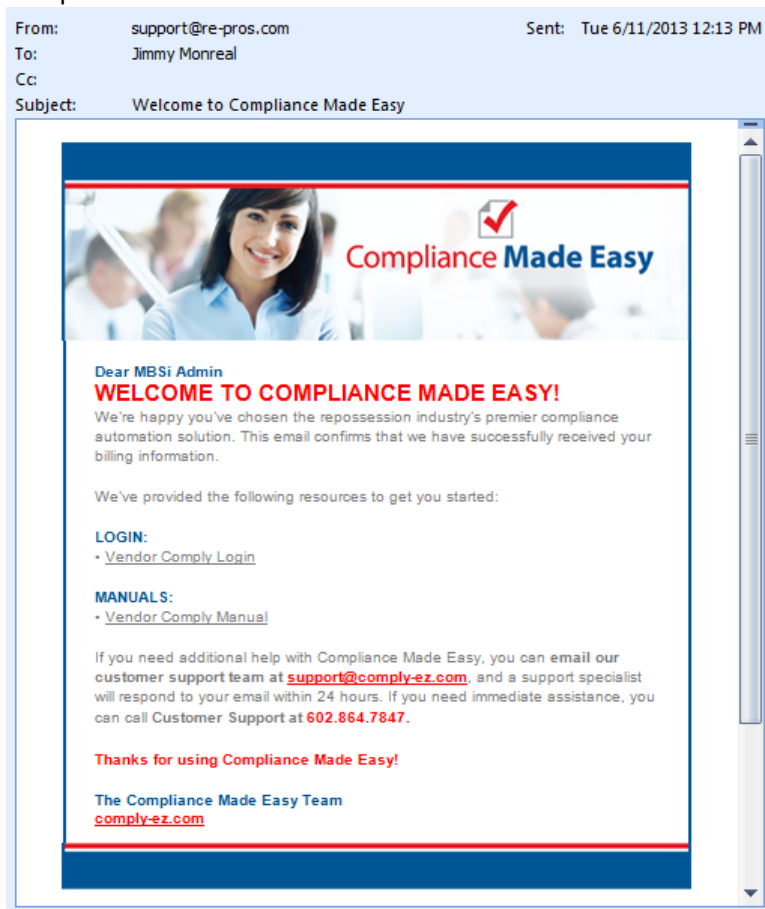 From: support@re-pros.com Sent: Tue 6/11/2013 12:13 PM
To: Jimmy Monreal
Cc:
Subject: Welcome to Compliance Made Easy
Compliance Made Easy
Dear MBSi Admin
WELCOME TO COMPLIANCE MADE EASY!
We're happy you've chosen the repossession industry's premier compliance
automation solution. This email confirms that we have successfully received your
billing information.
We've provided the following resources to get you started:
LOGIN:
• Vendor Comply Login
MANUALS:
• Vendor Comply Manual
If you need additional help with Compliance Made Easy, you can email our
customer support team at support@comply-ez.com, and a support specialist
will respond to your email within 24 hours. If you need immediate assistance, you
can call Customer Support at 602.864.7847.
Thanks for using Compliance Made Easy!
The Compliance Made Easy Team
comply-ez.com